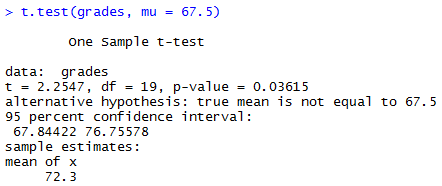 > t.test(grades, mu = 67.5)
One Sample t-test
data:  grades
t = 2.2547, df = 19, p-value = 0.03615
alternative hypothesis: true mean is not equal to 67.5
95 percent confidence interval:
 67.84422 76.75578
sample estimates:
mean of x
     72.3